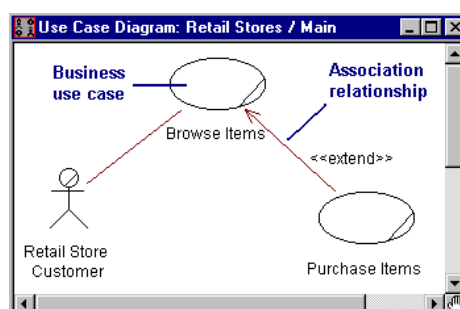 Use Case Diagram: Retail Stores / Main
Business
use case
Association
relationship
Browse Items
<<extend>>
Retail Store
Customer
Purchase Items